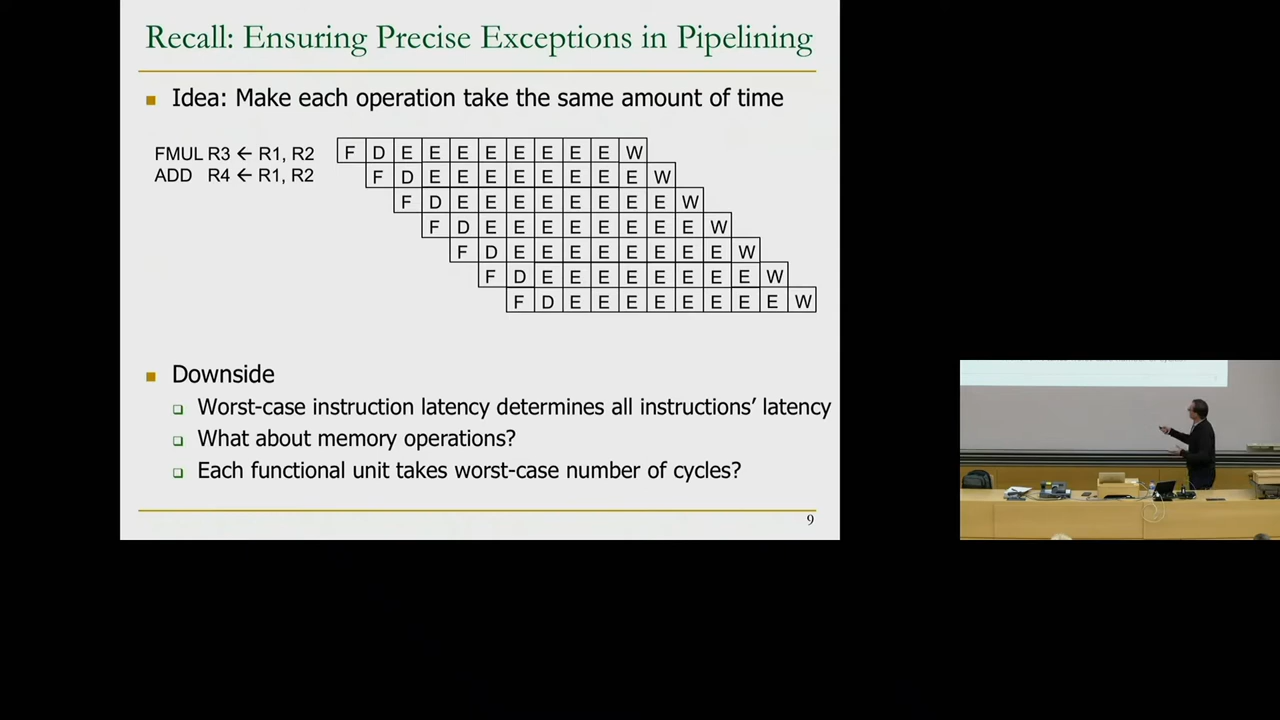 Recall: Ensuring Precise Exceptions in Pipelining
Idea: Make each operation take the same amount of time
FMUL R3 ← R1, R2 F D E E E E E E E E W
ADD R4 ← R1, R2 F D E E E E E E E E W
F D E E E E E E E E W
F D E E E E E E E E W
F D E E E E E E E E W
F D E E E E E E E E W
F D E E E E E E E E W
Downside
Worst-case instruction latency determines all instructions’ latency
What about memory operations?
Each functional unit takes worst-case number of cycles?
9